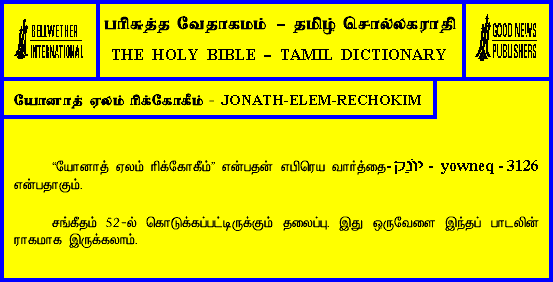 BELLWETHER
INTERNATIONAL
பரிசுத்த வேதாகமம் – தமிழ் சொல்லகராதி
THE HOLY BIBLE – TAMIL DICTIONARY
GOOD NEWS
PUBLISHERS
யோனாத் ஏலம் ரிக்கோகீம் - JONATH-ELEM-RECHOKIM
“யோனாத் ஏலம் ரிக்கோகீம்” என்பதன் எபிரெய வார்த்தை- - yowneq - 3126
என்பதாகும்.
சங்கீதம் 52-ல் கொடுக்கப்பட்டிருக்கும் தலைப்பு. இது ஒருவேளை இந்தப் பாடலின்
ராகமாக இருக்கலாம்.